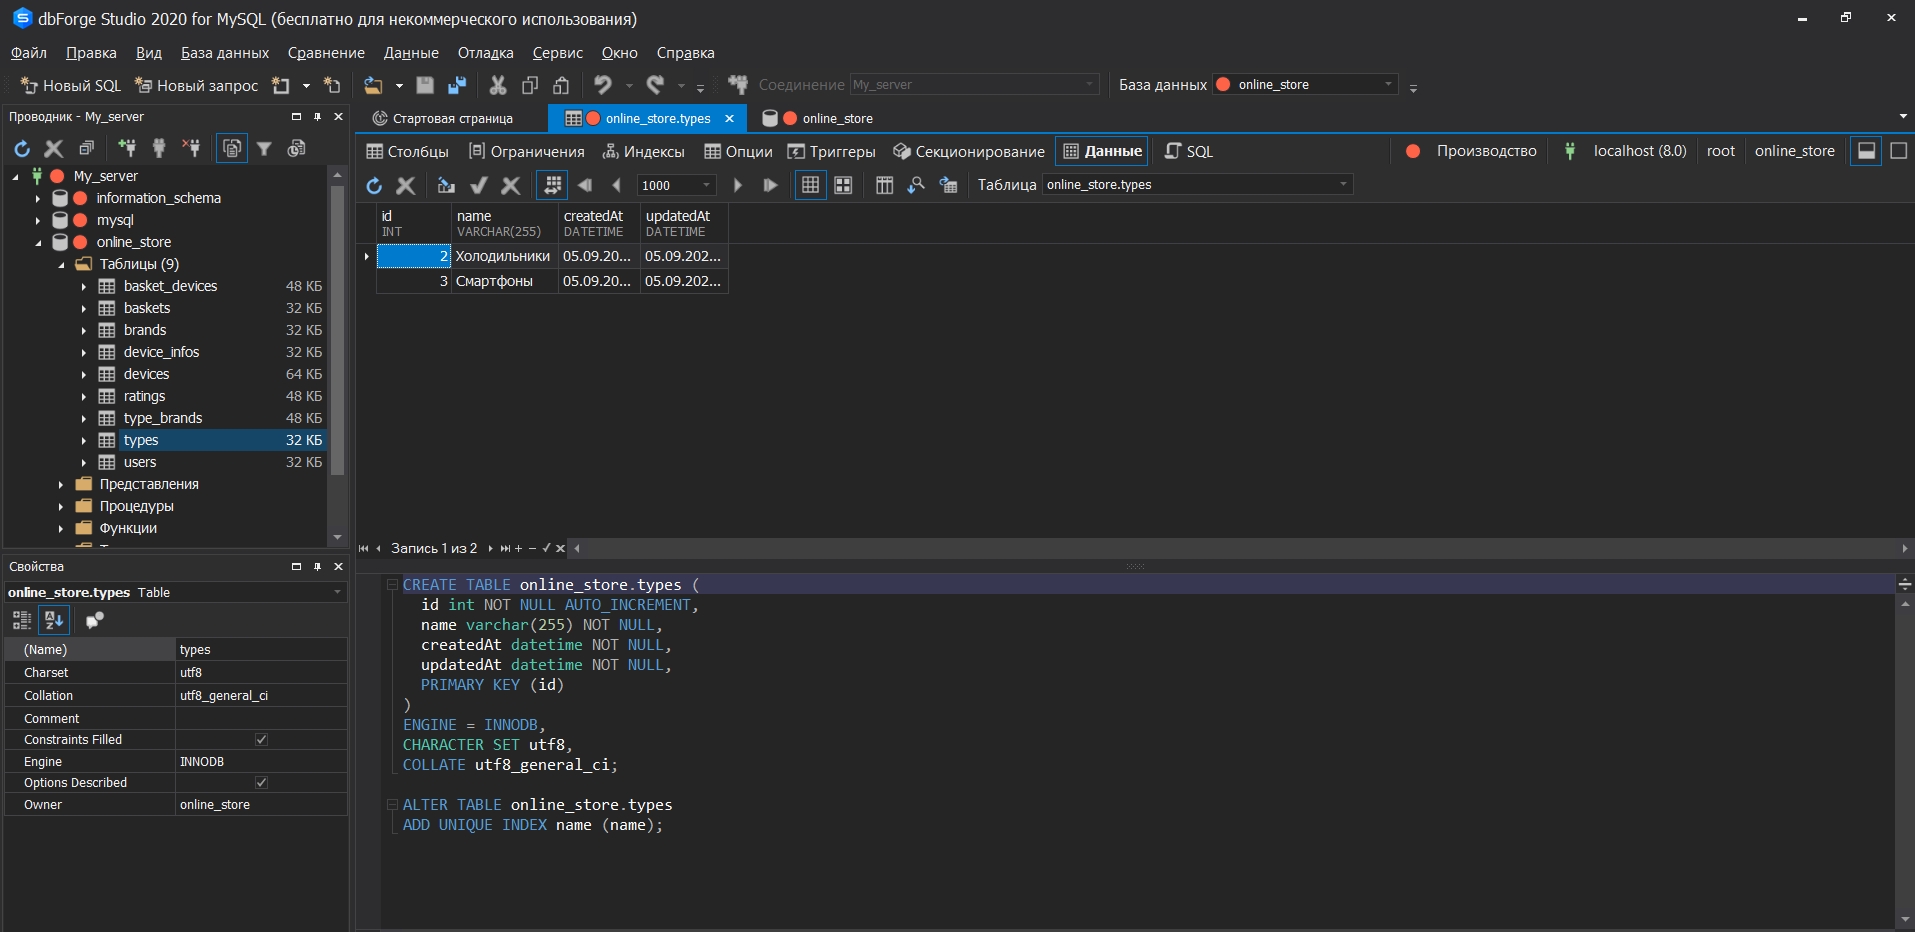 dbForge Studio 2020 for MySQL (бесплатно для некоммерческого использования)
Файл Правка Вид База данных Сравнение Данные Отладка Сервис Окно Справка
Новый SQL Новый запрос Соединение My_server База данных online_store
Проводник - My_server
Стартовая страница online_store.types online_store
Столбцы Ограничения Индексы Опции Триггеры Секционирование Данные SQL Производство localhost (8.0) root online_store
1000 Таблица online_store.types
My_server
information_schema
mysql
online_store
Таблицы (9)
basket_devices 48 КБ
baskets 32 КБ
brands 32 КБ
device_infos 32 КБ
devices 64 КБ
ratings 48 КБ
type_brands 48 КБ
types 32 КБ
users 32 КБ
Представления
Процедуры
Функции
id name createdAt updatedAt
INT VARCHAR(255) DATETIME DATETIME
2 Холодильники 05.09.20... 05.09.202...
3 Смартфоны 05.09.20... 05.09.202...
Запись 1 из 2
Свойства
online_store.types Table
(Name) types
Charset utf8
Collation utf8_general_ci
Comment
Constraints Filled
Engine INNODB
Options Described
Owner online_store
CREATE TABLE online_store.types (
id int NOT NULL AUTO_INCREMENT,
name varchar(255) NOT NULL,
createdAt datetime NOT NULL,
updatedAt datetime NOT NULL,
PRIMARY KEY (id)
)
ENGINE = INNODB,
CHARACTER SET utf8,
COLLATE utf8_general_ci;
ALTER TABLE online_store.types
ADD UNIQUE INDEX name (name);